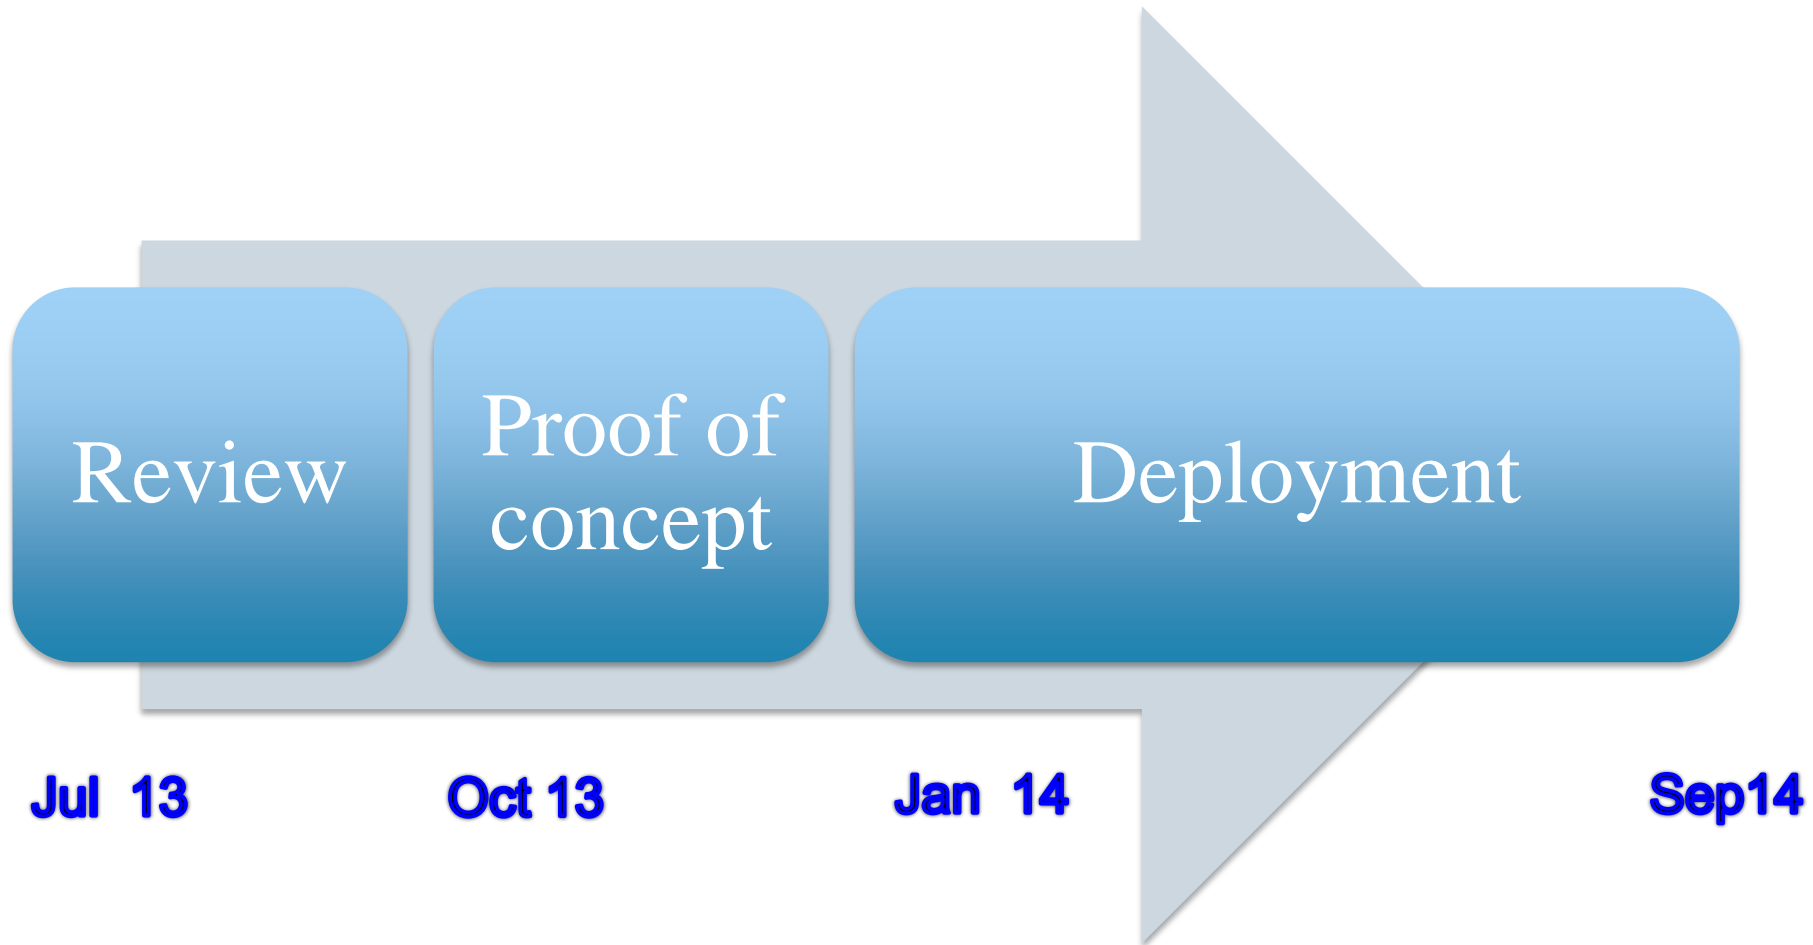 Review
Proof of
concept
Deployment
Jul  13
Oct 13
Jan  14
Sep14